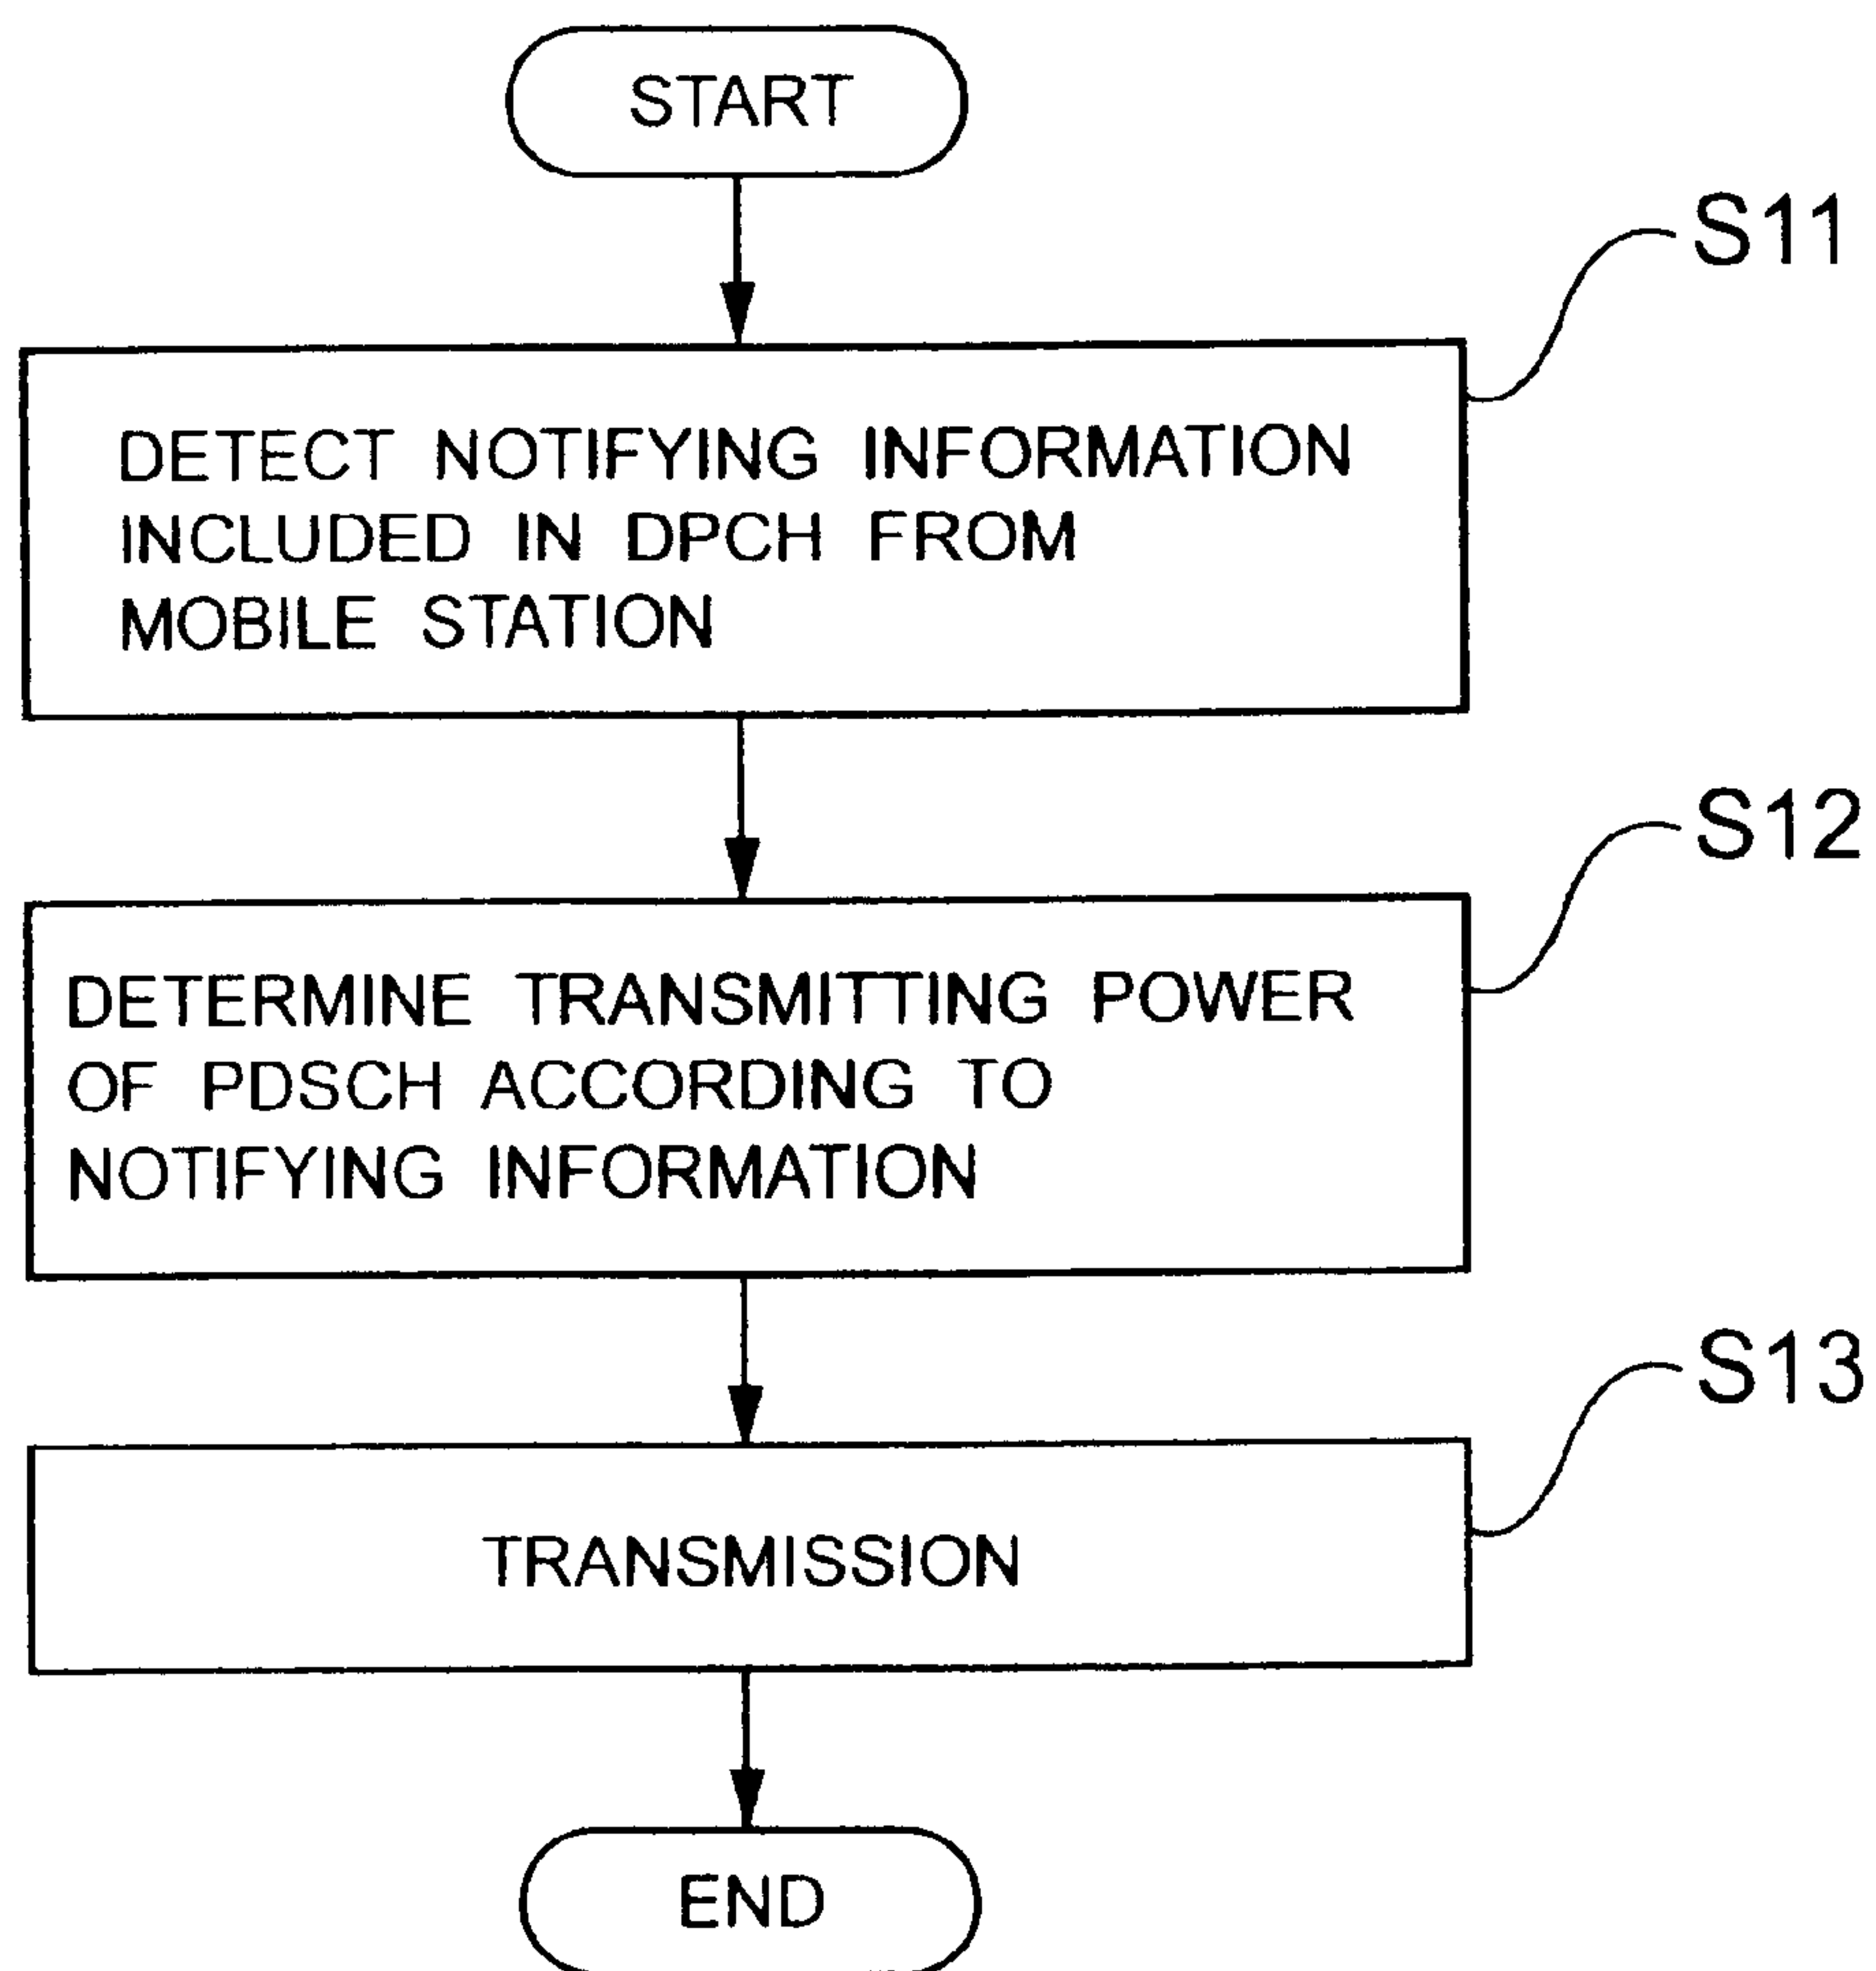 START
S11
DETECT NOTIFYING INFORMATION
INCLUDED IN DPCH FROM
MOBILE STATION
S12
DETERMINE TRANSMITTING POWER
OF PDSCH ACCORDING TO
NOTIFYING INFORMATION
S13
TRANSMISSION
END